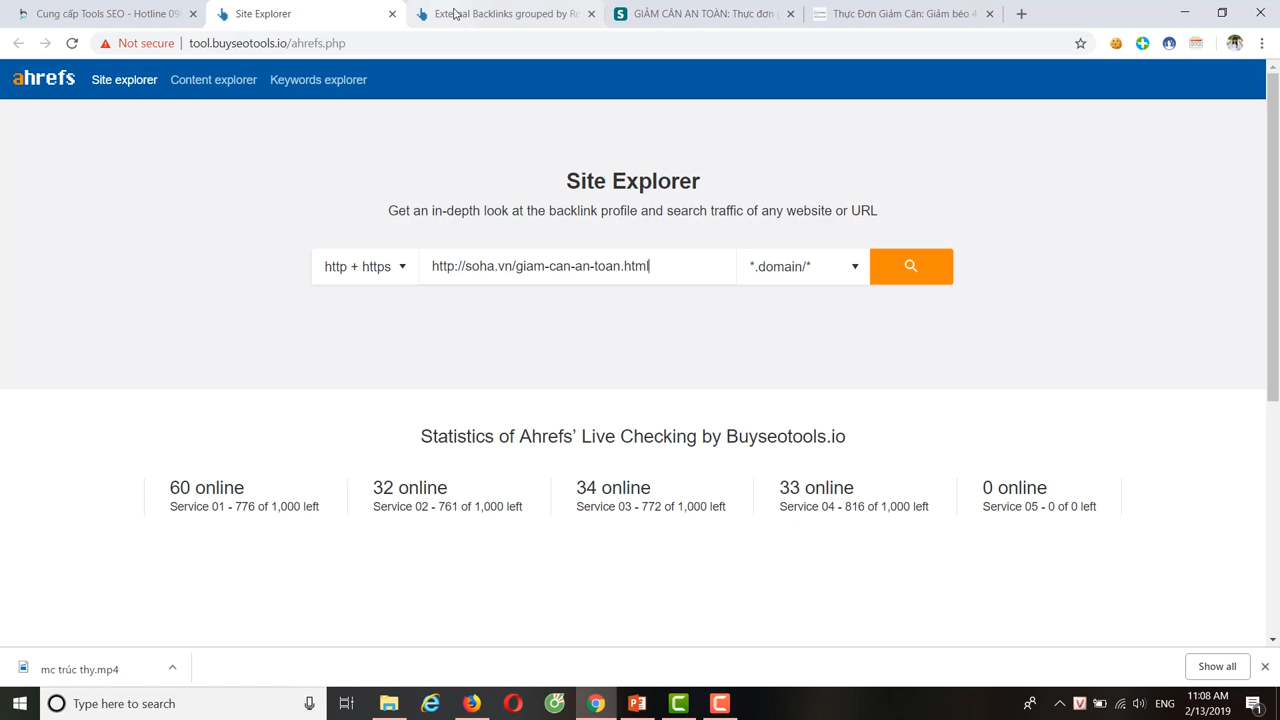 Cung cấp Tools SEO - Hotline 09
Site Explorer
External Backlinks grouped by Re
GIẢM CÂN AN TOÀN: Thực đơn g
Thực Đơn Giảm Cân: Giảm béo 4
Not secure
tool.buyseotools.io/ahrefs.php
ahrefs
Site explorer
Content explorer
Keywords explorer
Site Explorer
Get an in-depth look at the backlink profile and search traffic of any website or URL
http + https
http://soha.vn/giam-can-an-toan.html
*.domain/*
Statistics of Ahrefs' Live Checking by Buyseotools.io
60 online
32 online
34 online
33 online
0 online
Service 01 - 776 of 1,000 left
Service 02 - 761 of 1,000 left
Service 03 - 772 of 1,000 left
Service 04 - 816 of 1,000 left
Service 05 - 0 of 0 left
mc trúc thy.mp4
Show all
Type here to search
ENG
11:08 AM
2/13/2019